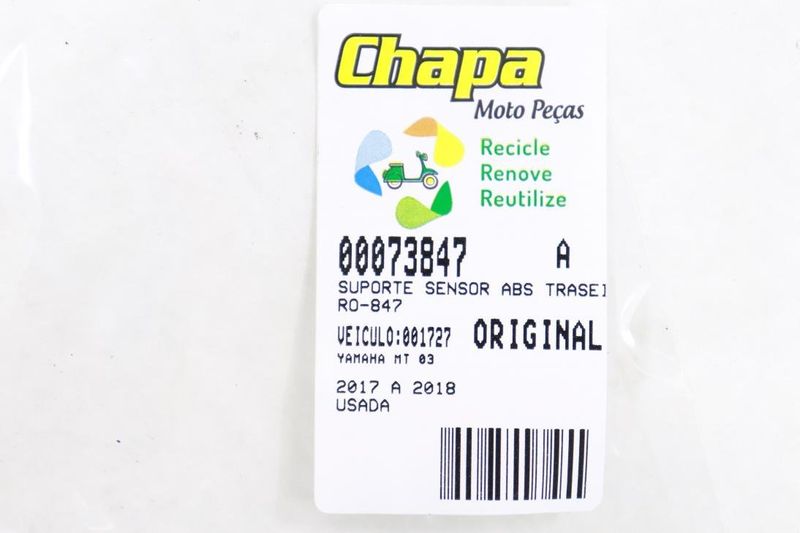 Chapa
Moto Peças
Recicle
Renove
Reutilize
00073847 A
SUPORTE SENSOR ABS TRASEI
RO-847
VEICULO:001727 ORIGINAL
YAMAHA MT 03
2017 A 2018
USADA